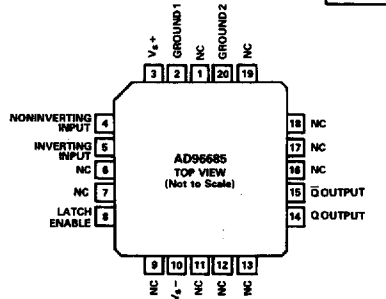 Vs+
GROUND 1
NC
GROUND 2
NC
3 2 1 20 19
NONINVERTING
INPUT 4
INVERTING
INPUT 5
NC 6
NC 7
LATCH
ENABLE 8
AD96685
TOP VIEW
(Not to Scale)
18 NC
17 NC
16 NC
15 Q̅ OUTPUT
14 Q OUTPUT
9 10 11 12 13
NC
Vs–
NC
NC
NC